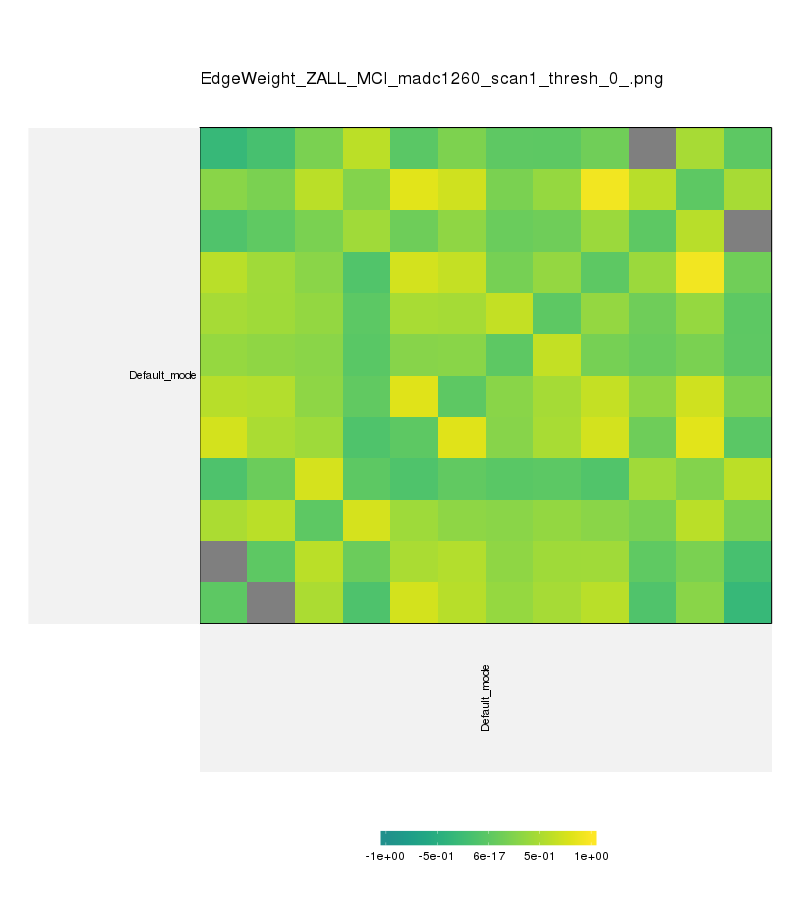 EdgeWeight_ZALL_MCI_madc1260_scan1_thresh_0_.png
Default_mode
Default_mode
-1e+00 -5e-01 6e-17 5e-01 1e+00